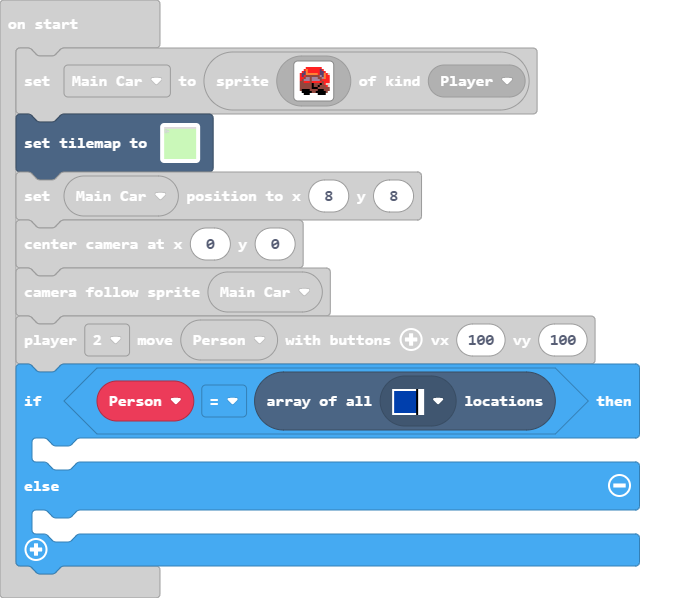 on start
set Main Car to sprite of kind Player
set tilemap to
set Main Car position to x 8 y 8
center camera at x 0 y 0
camera follow sprite Main Car
player 2 move Person with buttons vx 100 vy 100
if Person = array of all locations then
else